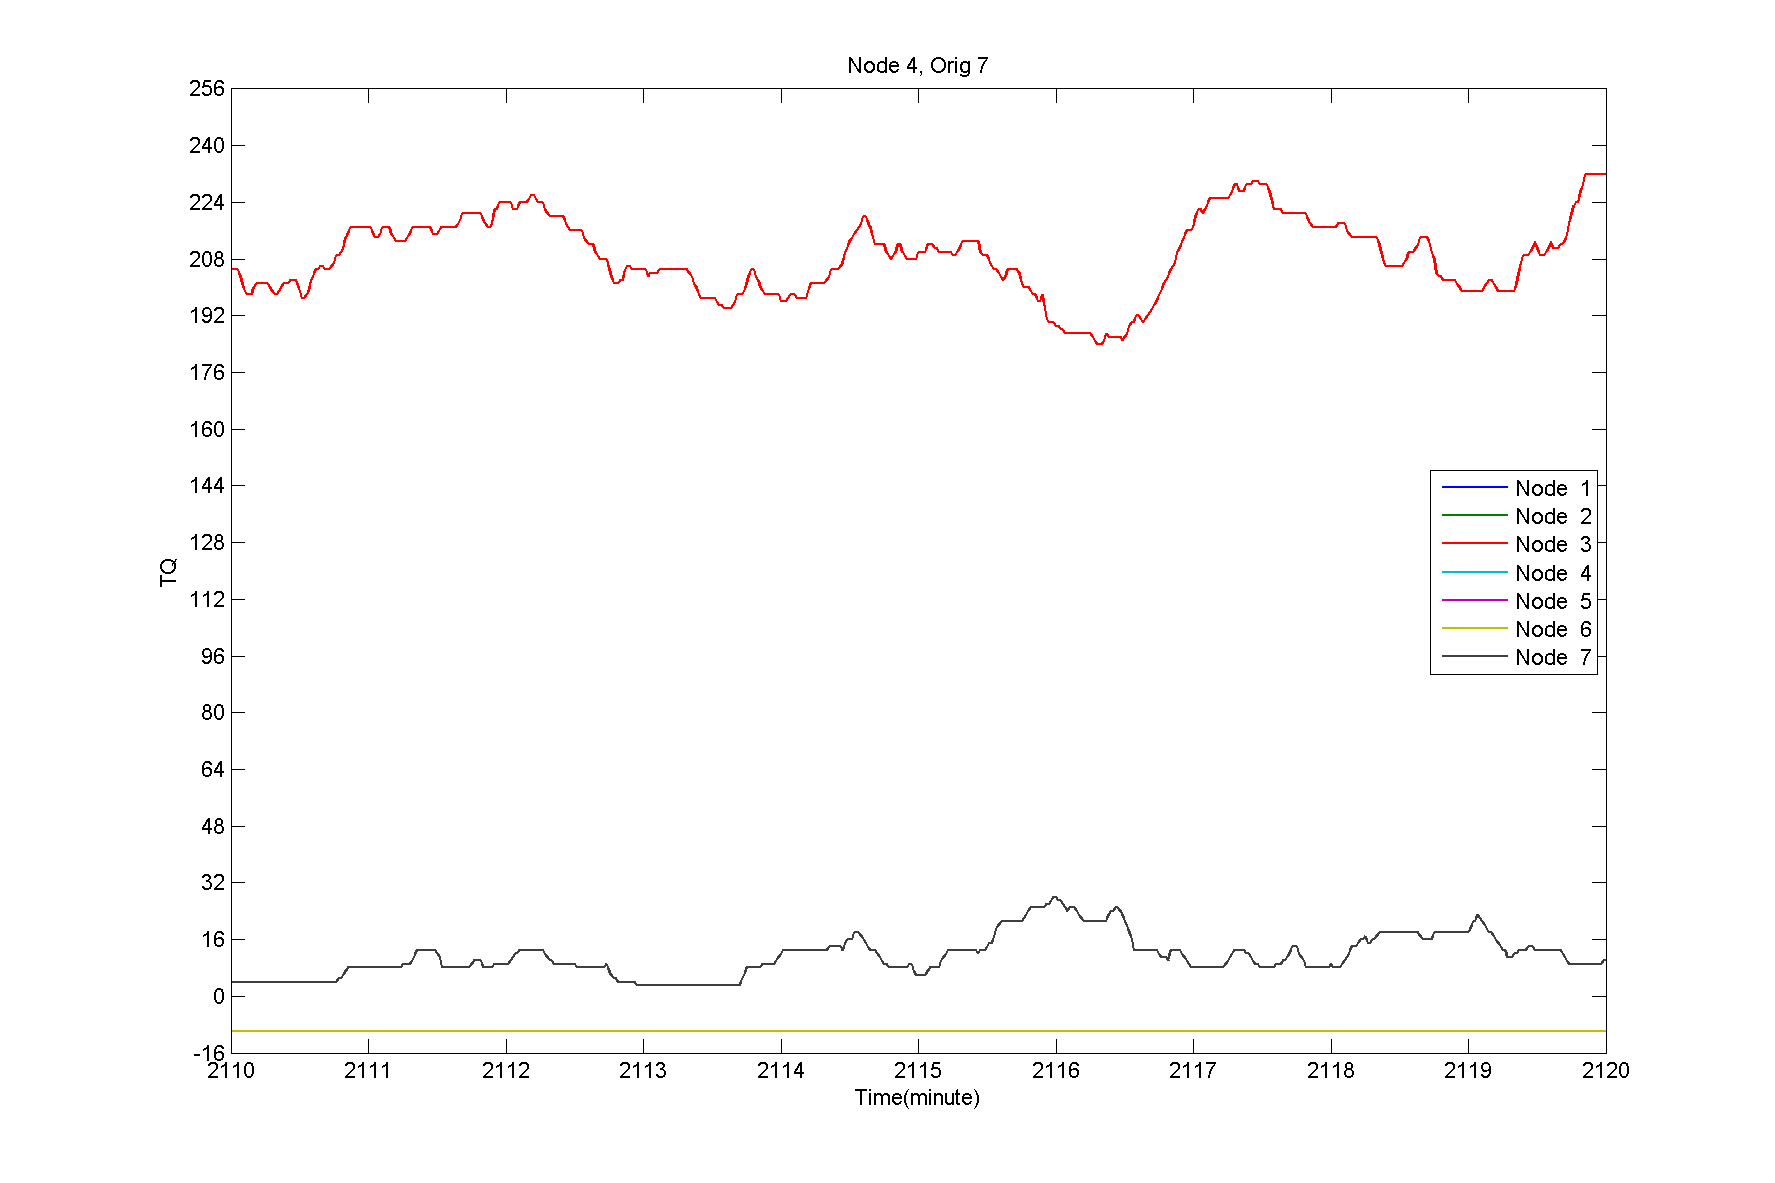 Node 4, Orig 7
256
240
224
208
192
176
160
144
128
112
96
80
64
48
32
16
0
-16
TQ
Node 1
Node 2
Node 3
Node 4
Node 5
Node 6
Node 7
2110 2111 2112 2113 2114 2115 2116 2117 2118 2119 2120
Time(minute)